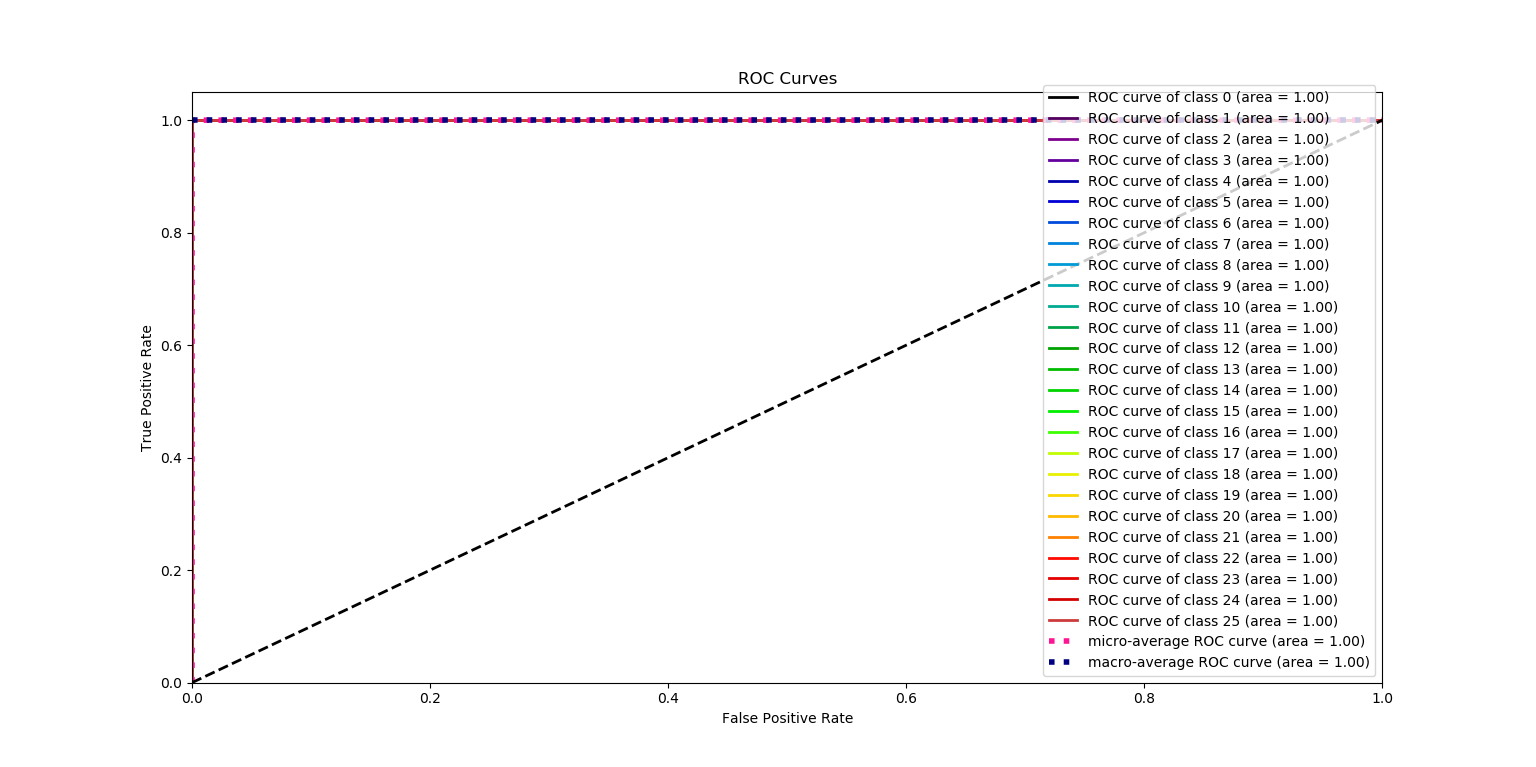 ROC Curves
ROC curve of class 0 (area = 1.00)
ROC curve of class 1 (area = 1.00)
ROC curve of class 2 (area = 1.00)
ROC curve of class 3 (area = 1.00)
ROC curve of class 4 (area = 1.00)
ROC curve of class 5 (area = 1.00)
ROC curve of class 6 (area = 1.00)
ROC curve of class 7 (area = 1.00)
ROC curve of class 8 (area = 1.00)
ROC curve of class 9 (area = 1.00)
ROC curve of class 10 (area = 1.00)
ROC curve of class 11 (area = 1.00)
ROC curve of class 12 (area = 1.00)
ROC curve of class 13 (area = 1.00)
ROC curve of class 14 (area = 1.00)
ROC curve of class 15 (area = 1.00)
ROC curve of class 16 (area = 1.00)
ROC curve of class 17 (area = 1.00)
ROC curve of class 18 (area = 1.00)
ROC curve of class 19 (area = 1.00)
ROC curve of class 20 (area = 1.00)
ROC curve of class 21 (area = 1.00)
ROC curve of class 22 (area = 1.00)
ROC curve of class 23 (area = 1.00)
ROC curve of class 24 (area = 1.00)
ROC curve of class 25 (area = 1.00)
micro-average ROC curve (area = 1.00)
macro-average ROC curve (area = 1.00)
True Positive Rate
1.0
0.8
0.6
0.4
0.2
0.0
0.0 0.2 0.4 0.6 0.8 1.0
False Positive Rate